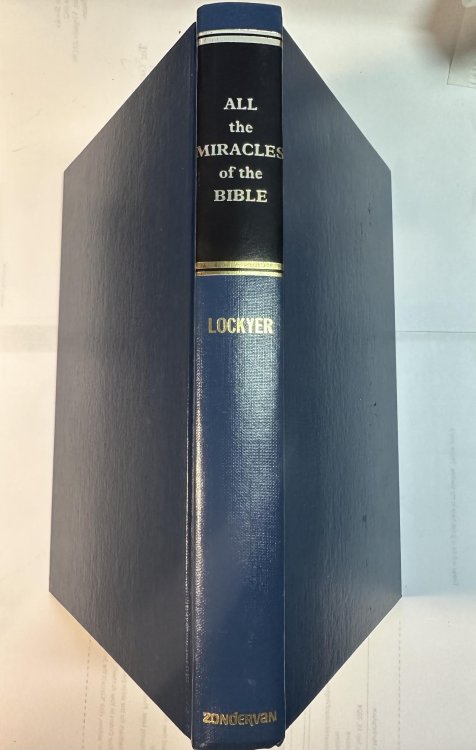 ALL
the
MIRACLES
of the
BIBLE
LOCKYER
ZONDERVAN